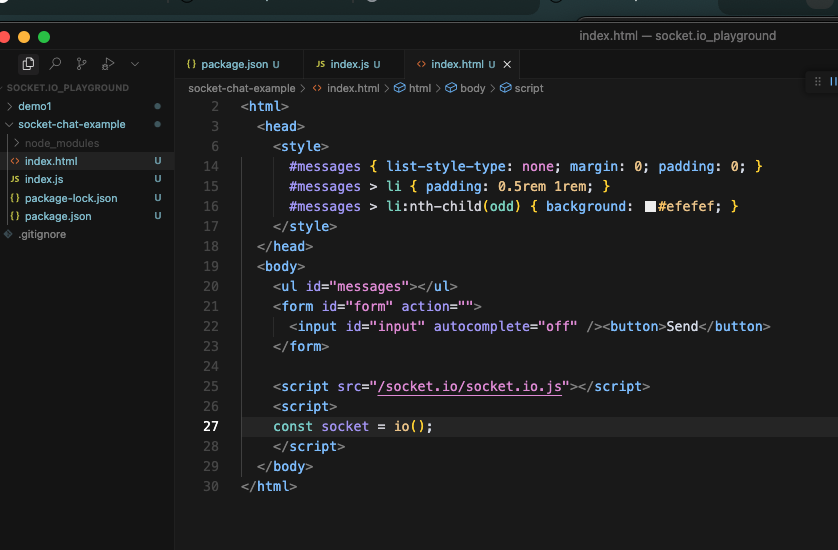 index.html — socket.io_playground
{} package.json U
JS index.js U
<> index.html U ×
SOCKET.IO_PLAYGROUND
demo1
socket-chat-example
node_modules
<> index.html U
JS index.js U
{} package-lock.json U
{} package.json U
.gitignore
socket-chat-example > <> index.html > html > body > script
2 <html>
3 <head>
6 <style>
14 #messages { list-style-type: none; margin: 0; padding: 0; }
15 #messages > li { padding: 0.5rem 1rem; }
16 #messages > li:nth-child(odd) { background: #efefef; }
17 </style>
18 </head>
19 <body>
20 <ul id="messages"></ul>
21 <form id="form" action="">
22 <input id="input" autocomplete="off" /><button>Send</button>
23 </form>
24
25 <script src="/socket.io/socket.io.js"></script>
26 <script>
27 const socket = io();
28 </script>
29 </body>
30 </html>